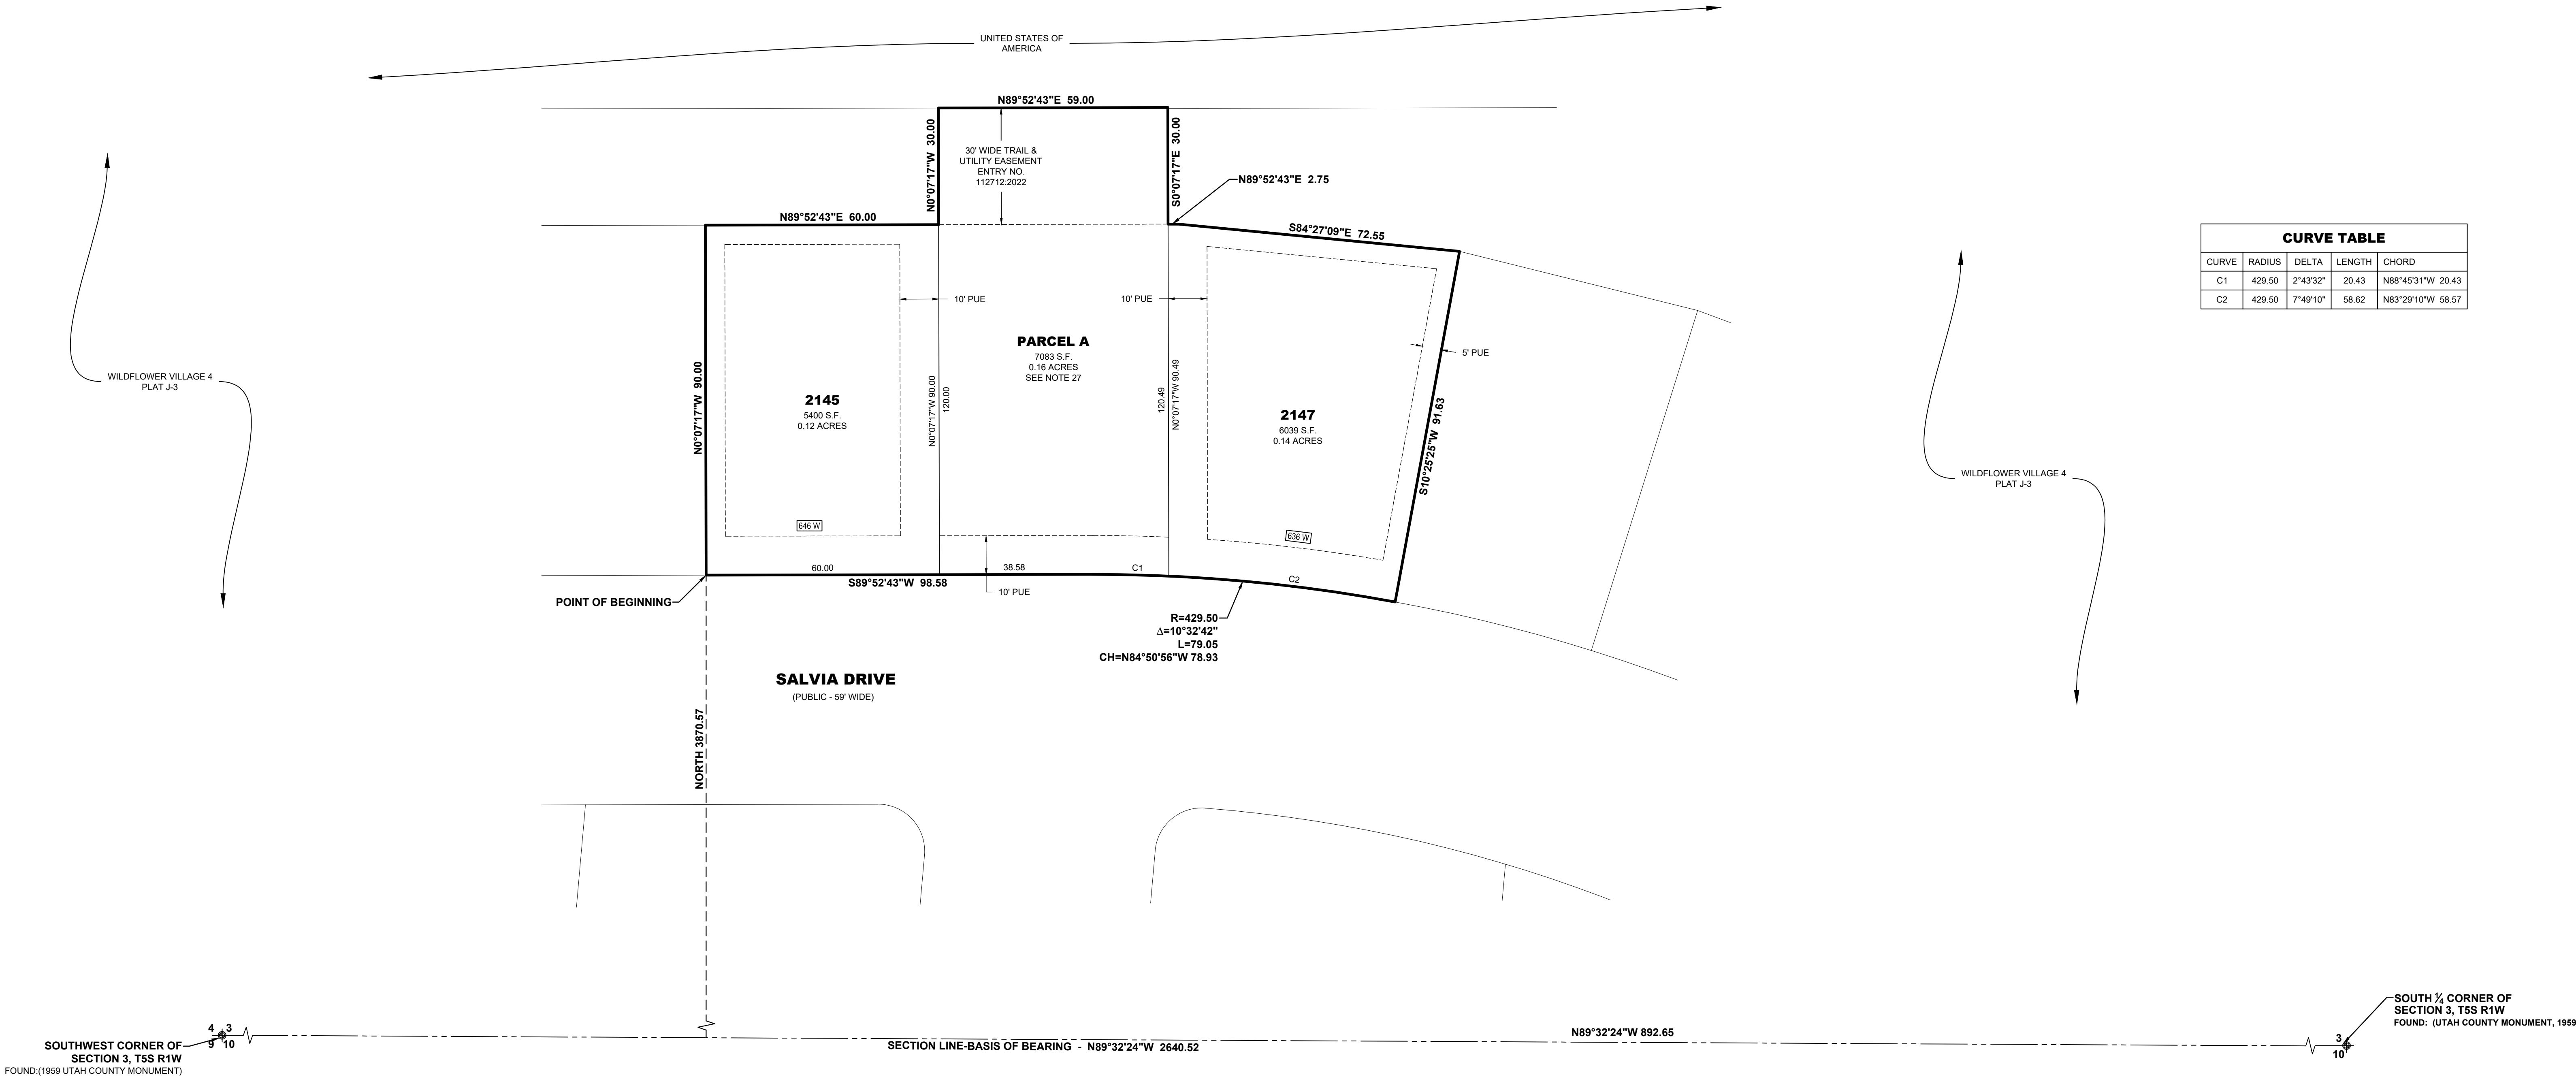 UNITED STATES OF
AMERICA
N89°52'43"E 59.00
N0°07'17"W 30.00
S0°07'17"E 30.00
30' WIDE TRAIL &
UTILITY EASEMENT
ENTRY NO.
112712:2022
N89°52'43"E 2.75
N89°52'43"E 60.00
S84°27'09"E 72.55
CURVE TABLE
CURVE RADIUS DELTA LENGTH CHORD
C1 429.50 2°43'32" 20.43 N88°45'31"W 20.43
C2 429.50 7°49'10" 58.62 N83°29'10"W 58.57
10' PUE
10' PUE
PARCEL A
7083 S.F.
0.16 ACRES
SEE NOTE 27
5' PUE
WILDFLOWER VILLAGE 4
PLAT J-3
N0°07'17"W 90.00
2145
5400 S.F.
0.12 ACRES
N0°07'17"W 90.00
120.00
120.49
N0°07'17"W 90.49
2147
6039 S.F.
0.14 ACRES
S10°25'25"W 91.63
WILDFLOWER VILLAGE 4
PLAT J-3
646 W
636 W
60.00
38.58
C1
C2
S89°52'43"W 98.58
10' PUE
POINT OF BEGINNING
R=429.50
Δ=10°32'42"
L=79.05
CH=N84°50'56"W 78.93
SALVIA DRIVE
(PUBLIC - 59' WIDE)
NORTH 3870.57
4 3
9 10
SOUTHWEST CORNER OF
SECTION 3, T5S R1W
FOUND:(1959 UTAH COUNTY MONUMENT)
SECTION LINE-BASIS OF BEARING - N89°32'24"W 2640.52
N89°32'24"W 892.65
SOUTH ¼ CORNER OF
SECTION 3, T5S R1W
FOUND: (UTAH COUNTY MONUMENT, 1959
3
10